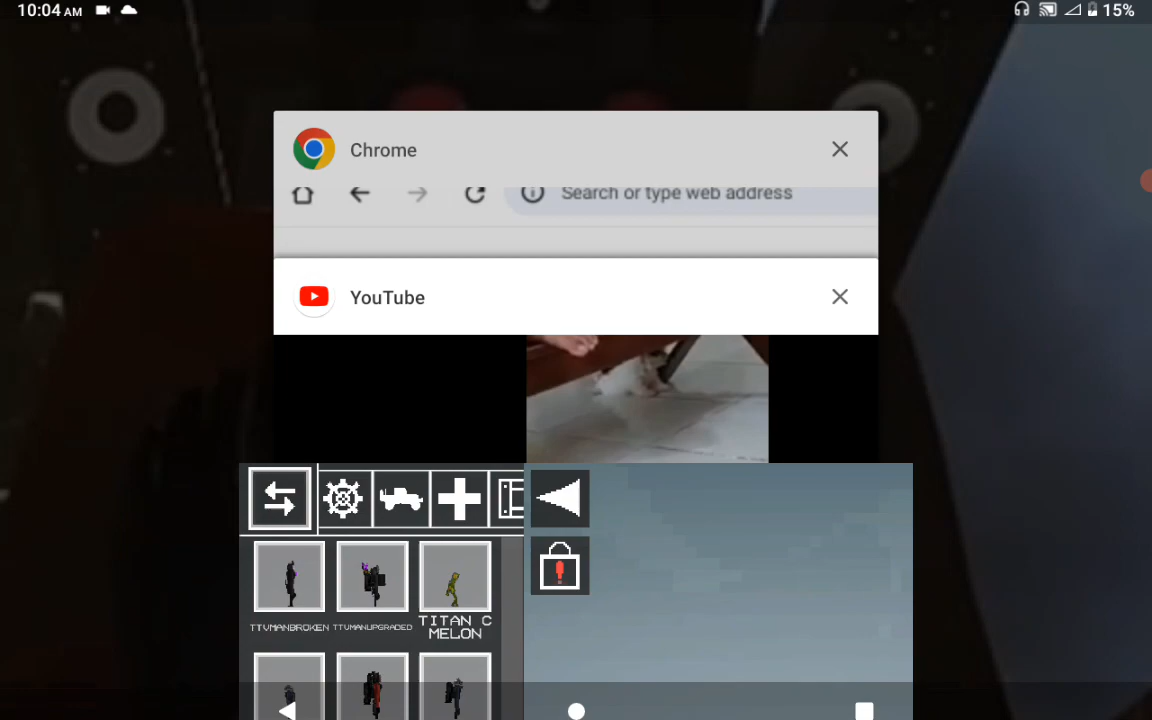 10:04 AM
15%
Chrome
Search or type web address
YouTube
TTVMANBROKEN
TTVMANUPGRADED
TITAN C
MELON